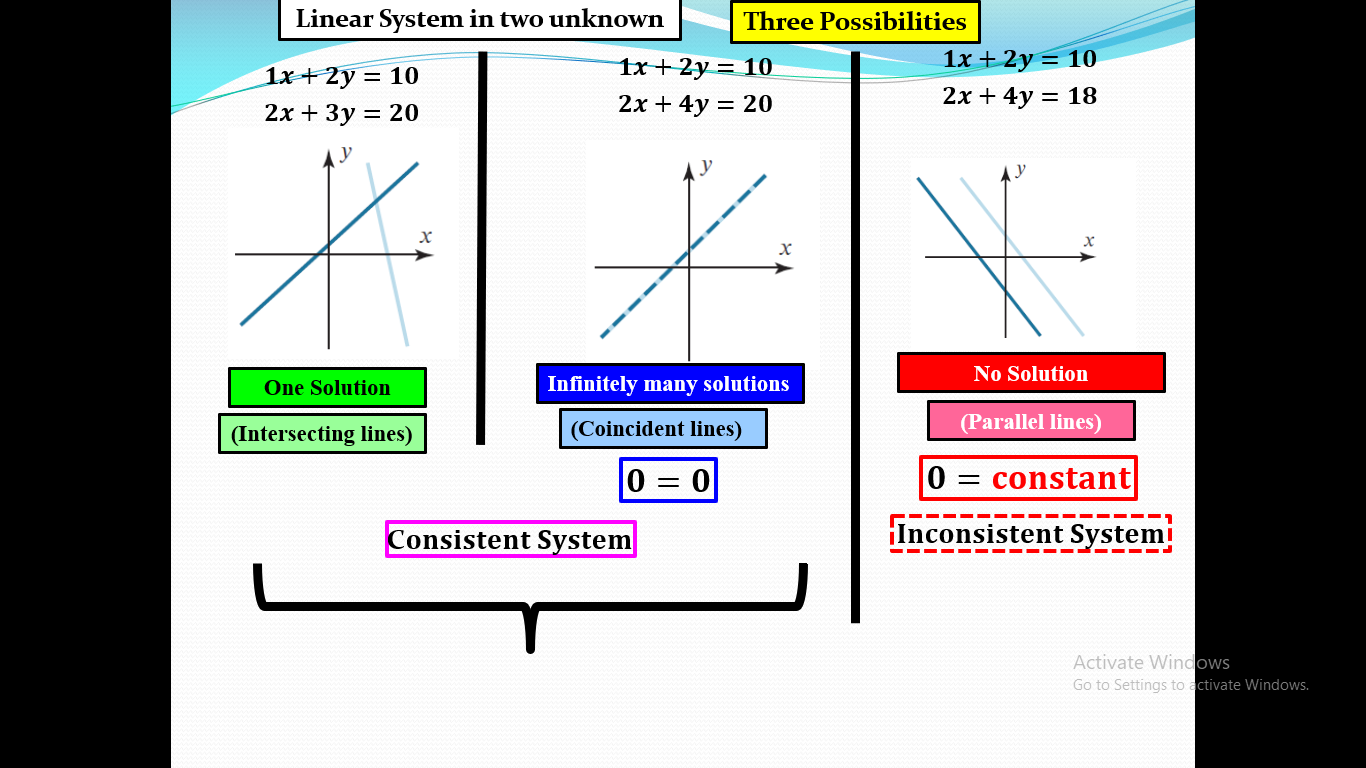 Linear System in two unknown
Three Possibilities
1x + 2y = 10
2x + 3y = 20
y
x
One Solution
(Intersecting lines)
1x + 2y = 10
2x + 4y = 20
y
x
Infinitely many solutions
(Coincident lines)
0 = 0
Consistent System
1x + 2y = 10
2x + 4y = 18
y
x
No Solution
(Parallel lines)
0 = constant
Inconsistent System
Activate Windows
Go to Settings to activate Windows.